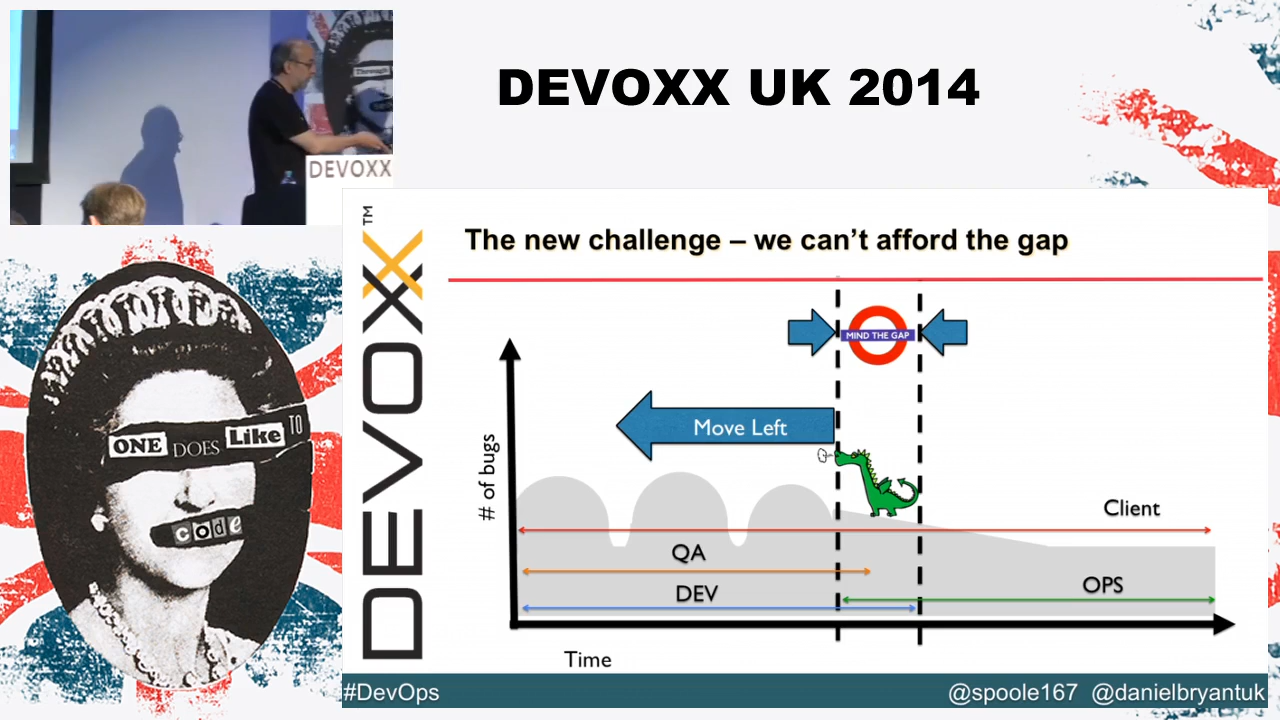 DEVOXX UK 2014
DEVOXX
DEVOXX™
The new challenge – we can’t afford the gap
MIND THE GAP
Move Left
# of bugs
Client
QA
DEV
OPS
Time
ONE DOES Like TO
code
#DevOps
@spoole167 @danielbryantuk